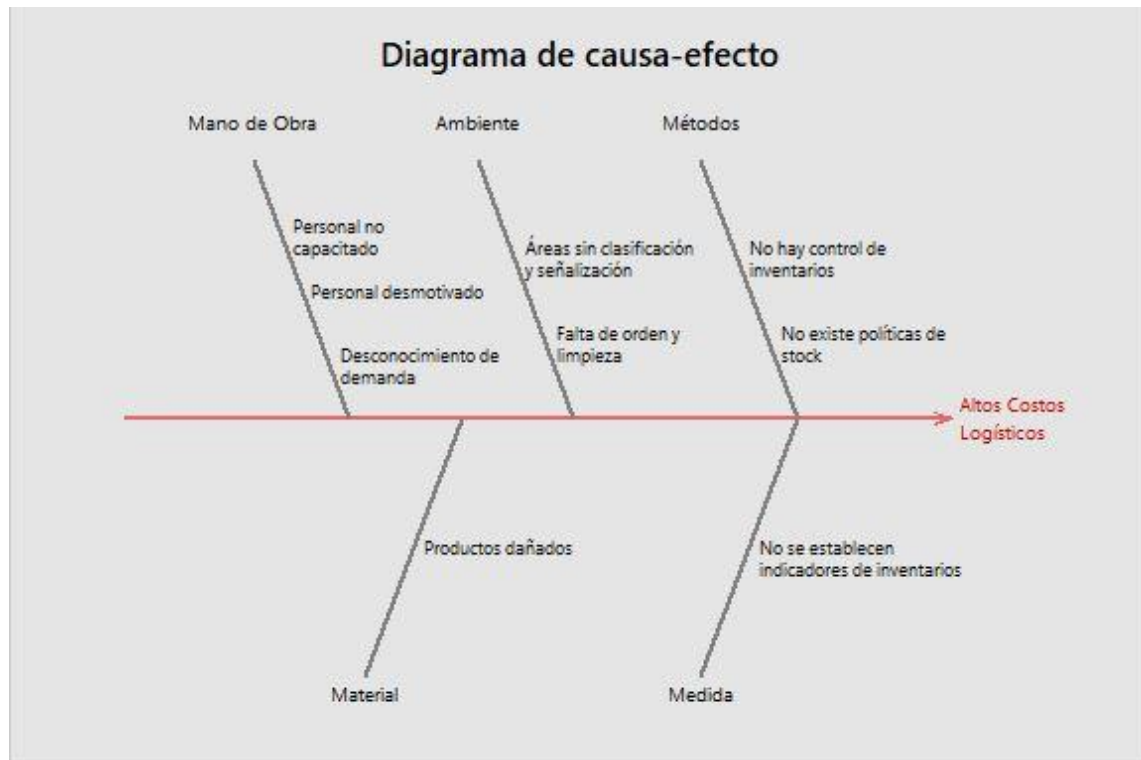 Diagrama de causa-efecto
Mano de Obra
Ambiente
Métodos
Personal no
capacitado
Personal desmotivado
Desconocimiento de
demanda
Áreas sin clasificación
y señalización
Falta de orden y
limpieza
No hay control de
inventarios
No existe políticas de
stock
Altos Costos
Logísticos
Productos dañados
No se establecen
indicadores de inventarios
Material
Medida